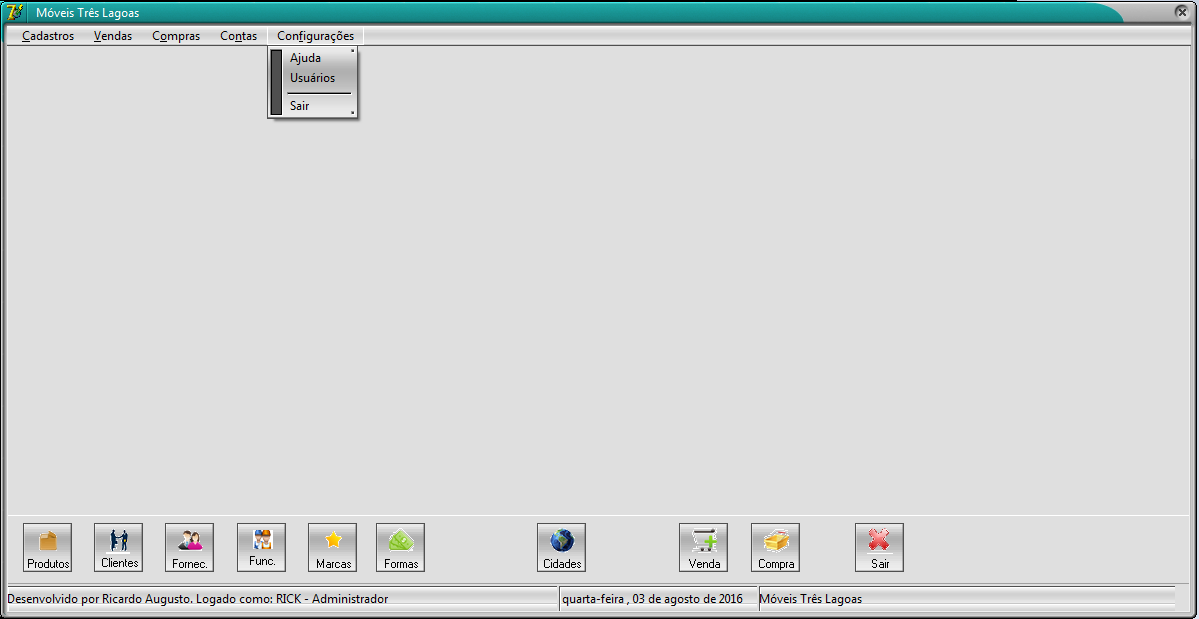 Móveis Três Lagoas
Cadastros Vendas Compras Contas Configurações
Ajuda
Usuários
Sair
Produtos Clientes Fornec. Func. Marcas Formas Cidades Venda Compra Sair
Desenvolvido por Ricardo Augusto. Logado como: RICK - Administrador quarta-feira , 03 de agosto de 2016 Móveis Três Lagoas